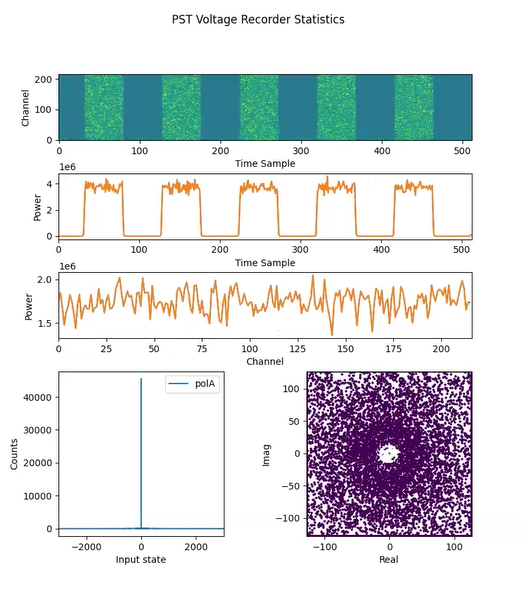 PST Voltage Recorder Statistics
200
100
0
Channel
0 100 200 300 400 500
Time Sample
1e6
4
2
0
Power
0 100 200 300 400 500
Time Sample
1e6
2.0
1.5
Power
0 25 50 75 100 125 150 175 200
Channel
40000
30000
20000
10000
0
Counts
polA
−2000 0 2000
Input state
100
50
0
−50
−100
Imag
−100 0 100
Real